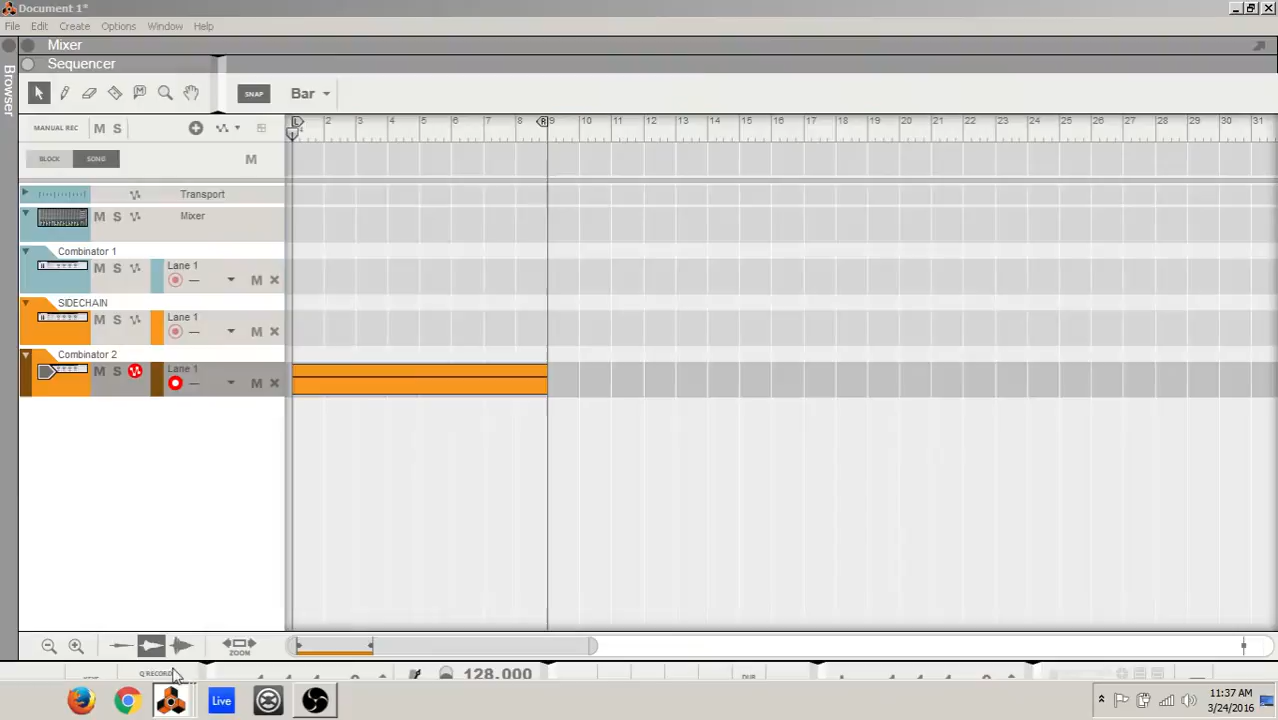 Document 1*
File Edit Create Options Window Help
Mixer
Sequencer
Browser
SNAP Bar
MANUAL REC M S
L R
2 3 4 5 6 7 8 9 10 11 12 13 14 15 16 17 18 19 20 21 22 23 24 25 26 27 28 29 30 31
BLOCK SONG M
Transport
M S Mixer
Combinator 1
M S Lane 1
— M
SIDECHAIN
M S Lane 1
— M
Combinator 2
M S Lane 1
— M
ZOOM
Q RECORD 128.000 DUB
Live
11:37 AM
3/24/2016